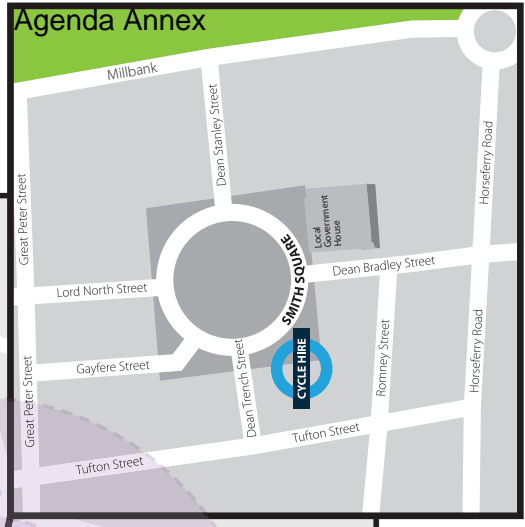 Agenda Annex
Millbank
Dean Stanley Street
Horseferry Road
Great Peter Street
Local
Government
House
SMITH SQUARE
Dean Bradley Street
Lord North Street
Gayfere Street
CYCLE HIRE
Romney Street
Horseferry Road
Great Peter Street
Dean Trench Street
Tufton Street
Tufton Street